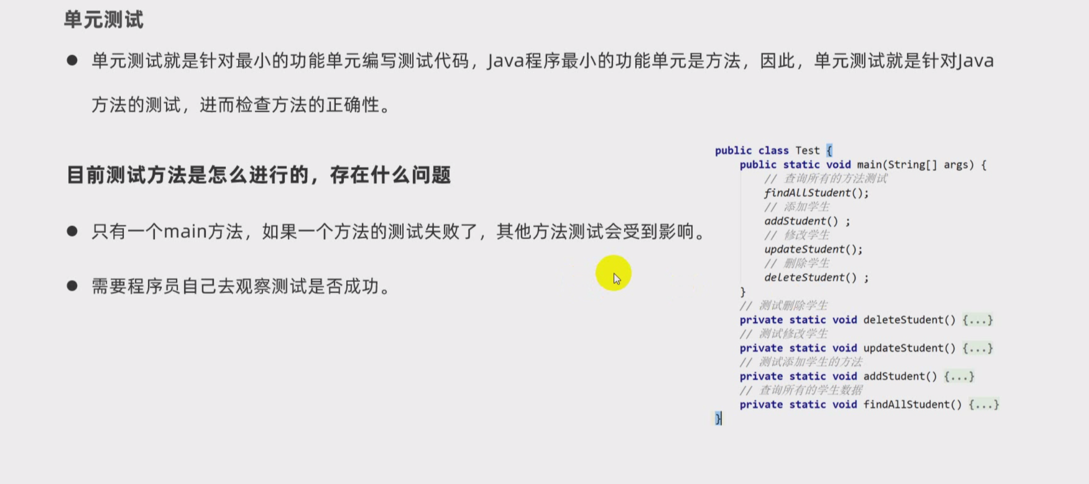 单元测试
● 单元测试就是针对最小的功能单元编写测试代码，Java程序最小的功能单元是方法，因此，单元测试就是针对Java
方法的测试，进而检查方法的正确性。
目前测试方法是怎么进行的，存在什么问题
● 只有一个main方法，如果一个方法的测试失败了，其他方法测试会受到影响。
● 需要程序员自己去观察测试是否成功。
public class Test {
public static void main(String[] args) {
// 查询所有的方法测试
findAllStudent();
// 添加学生
addStudent() ;
// 修改学生
updateStudent();
// 删除学生
deleteStudent() ;
}
// 测试删除学生
private static void deleteStudent() {...}
// 测试修改学生
private static void updateStudent() {...}
// 测试添加学生的方法
private static void addStudent() {...}
// 查询所有的学生数据
private static void findAllStudent() {...}
}